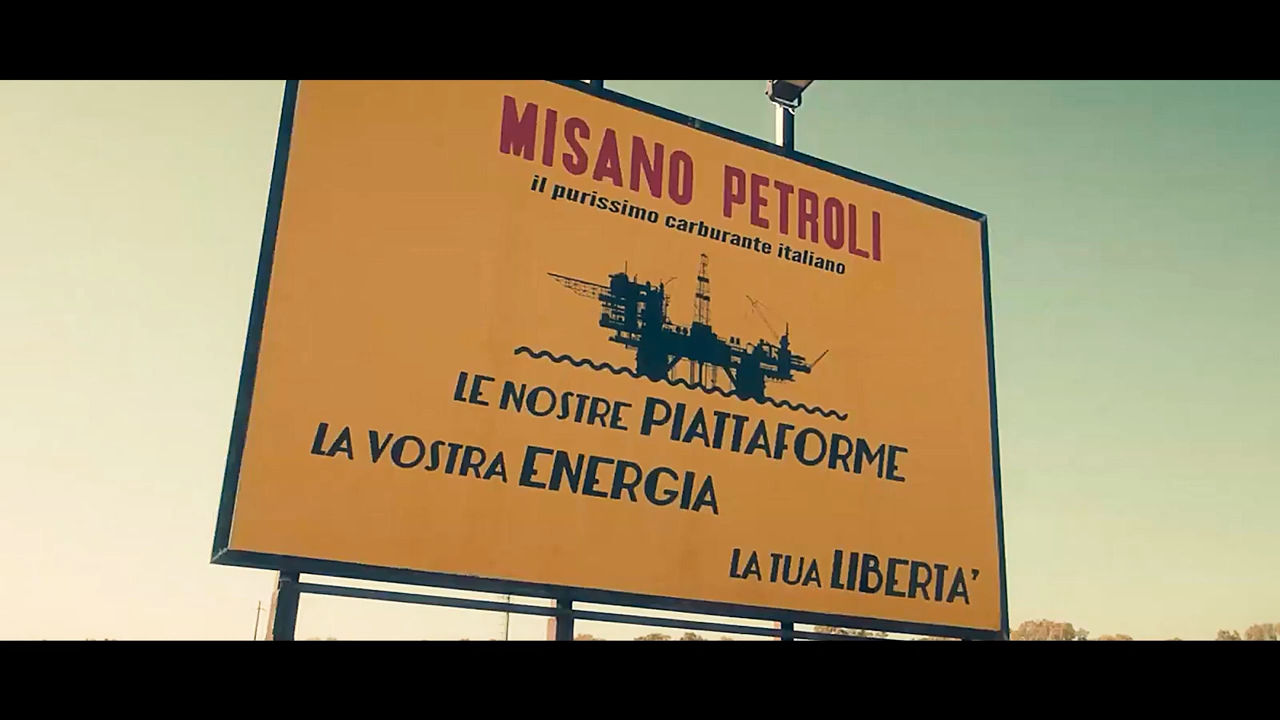 MISANO PETROLI
il purissimo carburante italiano
LE NOSTRE PIATTAFORME
LA VOSTRA ENERGIA
LA TUA LIBERTA'